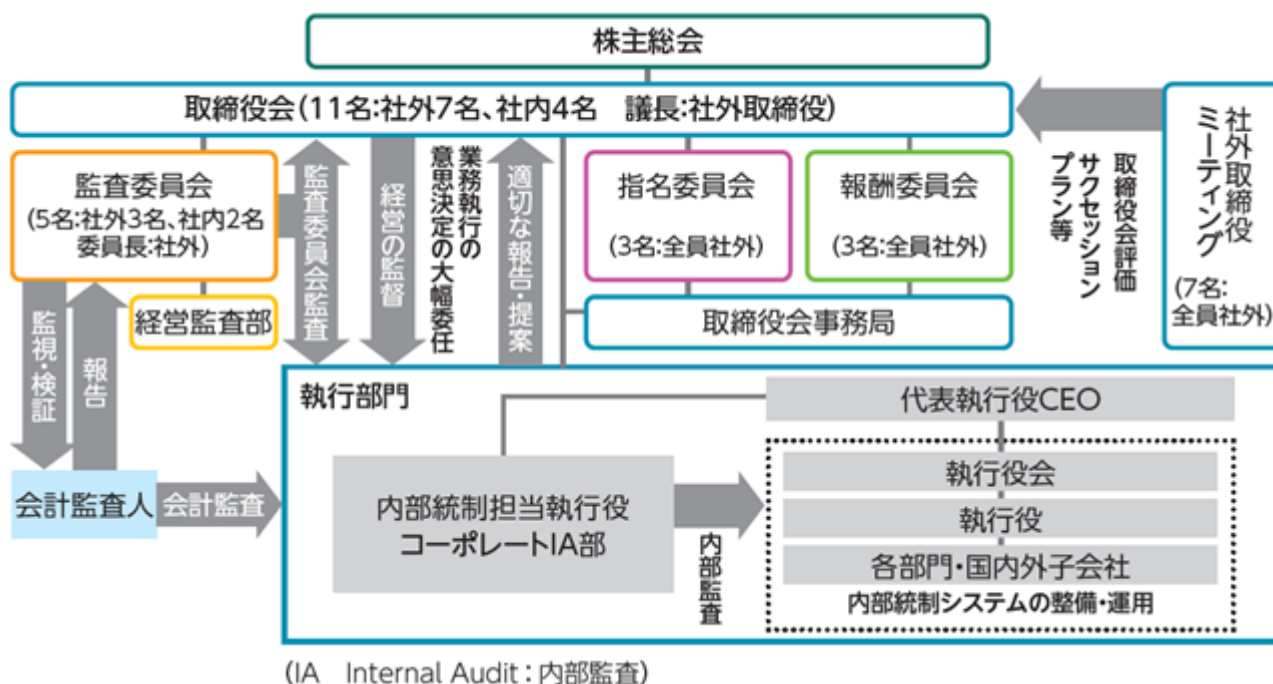 株主総会
取締役会(11名:社外7名、社内4名　議長:社外取締役)
監査委員会
(5名:社外3名、社内2名
委員長:社外)
経営監査部
監査委員会監査
経営の監督
業務執行の
意思決定の大幅委任
適切な報告・提案
指名委員会
(3名:全員社外)
報酬委員会
(3名:全員社外)
取締役会事務局
取締役会評価
サクセッション
プラン等
社外取締役
ミーティング
(7名:
全員社外)
監視・検証
報告
会計監査人
会計監査
執行部門
代表執行役CEO
内部統制担当執行役
コーポレートIA部
内部監査
執行役会
執行役
各部門・国内外子会社
内部統制システムの整備・運用
(IA　Internal Audit：内部監査)